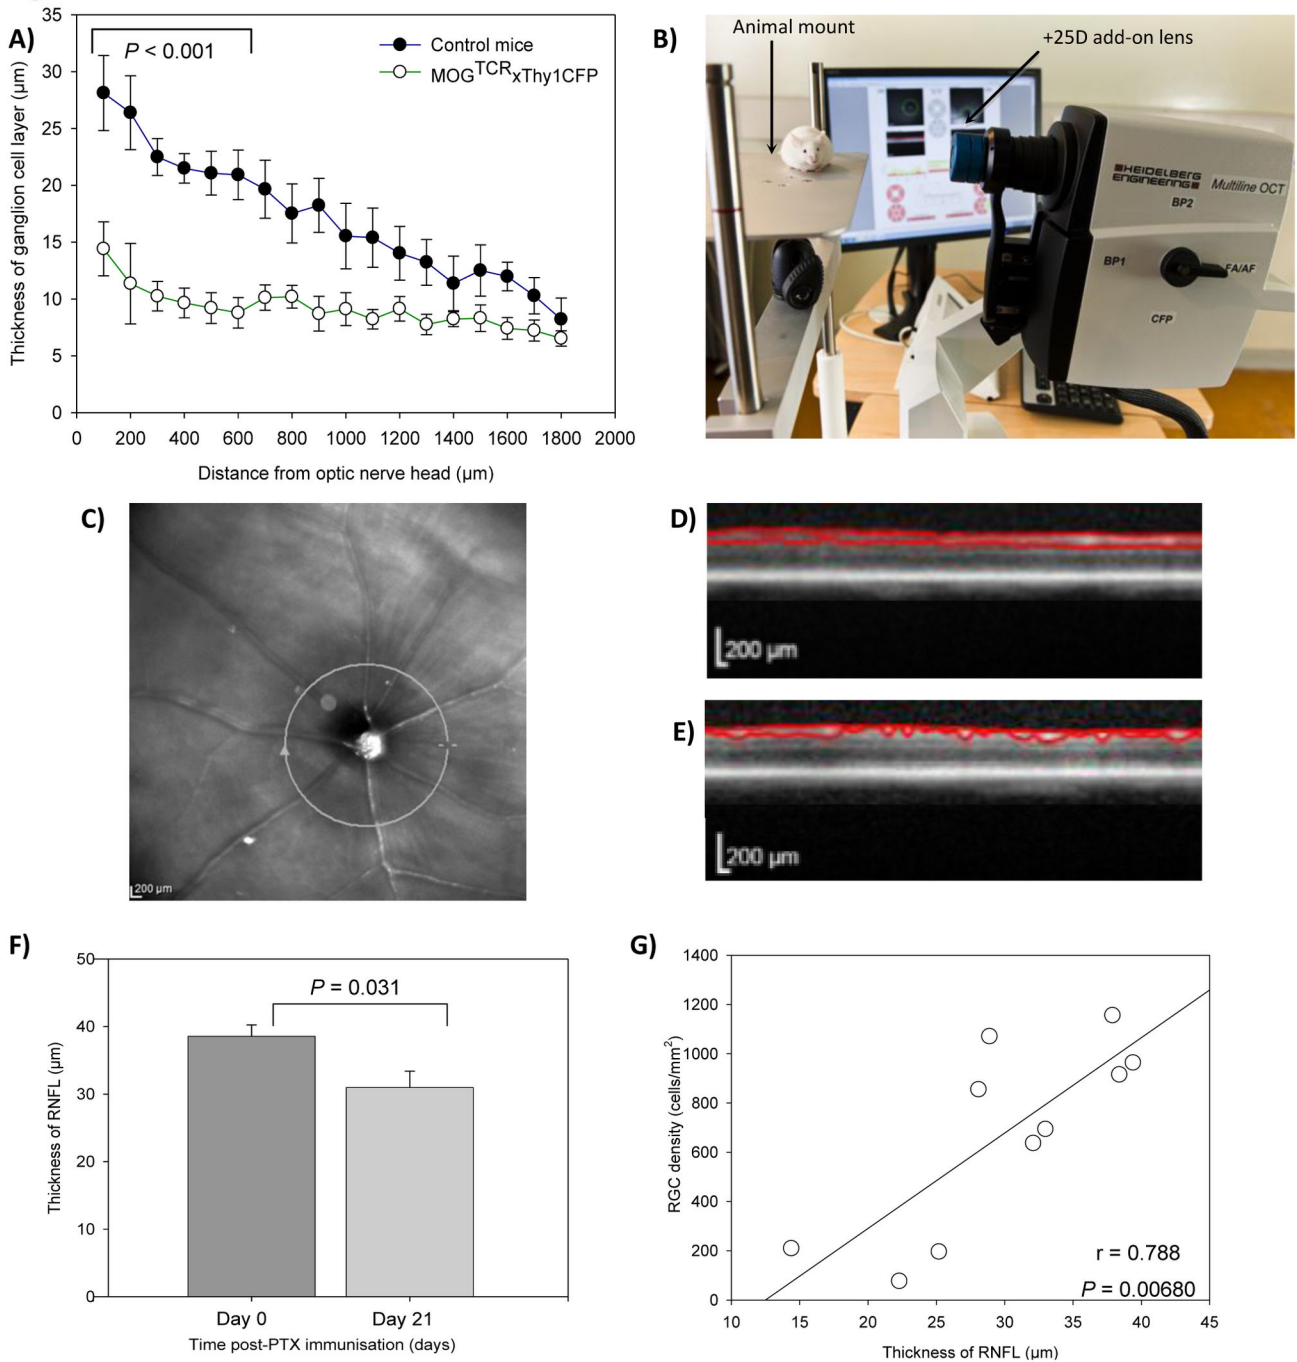 A)
35
30
25
20
15
10
5
0
Thickness of ganglion cell layer (µm)
P < 0.001
Control mice
MOG^TCR xThy1CFP
0 200 400 600 800 1000 1200 1400 1600 1800 2000
Distance from optic nerve head (µm)
B)
Animal mount
+25D add-on lens
HEIDELBERG
ENGINEERING
Multiline OCT
BP2
BP1
FA/AF
CFP
C)
200 µm
D)
200 µm
E)
200 µm
F)
50
40
30
20
10
0
Thickness of RNFL (µm)
P = 0.031
Day 0 Day 21
Time post-PTX immunisation (days)
G)
1400
1200
1000
800
600
400
200
0
RGC density (cells/mm²)
r = 0.788
P = 0.00680
10 15 20 25 30 35 40 45
Thickness of RNFL (µm)